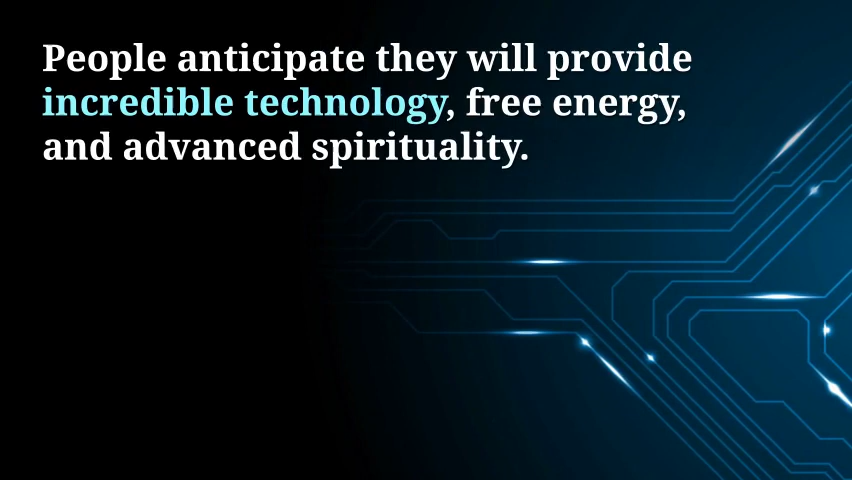 People anticipate they will provide
incredible technology, free energy,
and advanced spirituality.